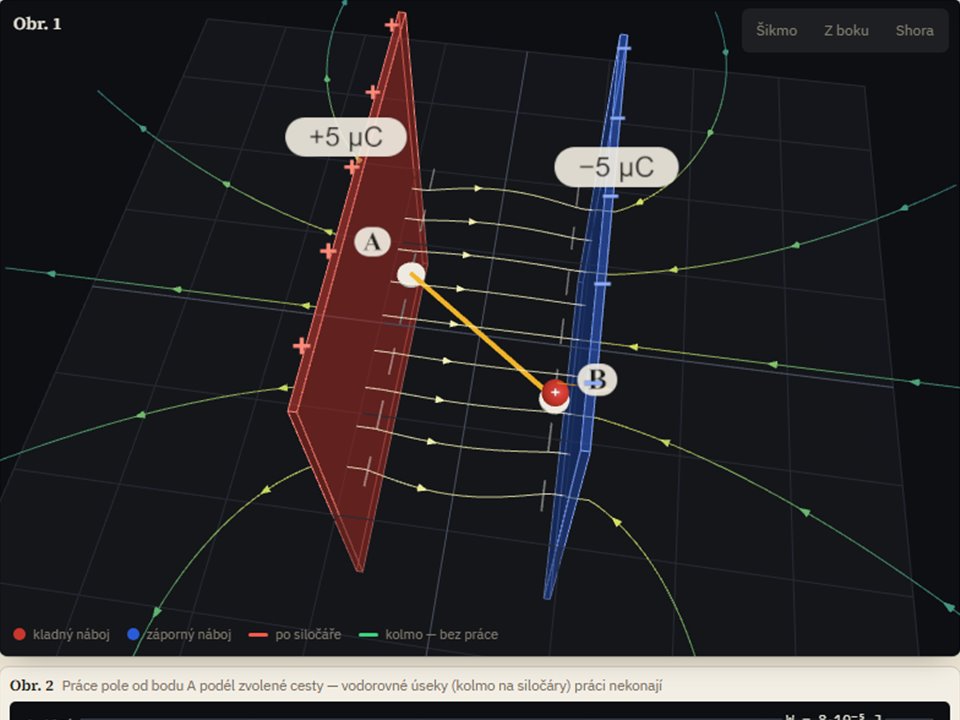 Obr. 1
Šikmo Z boku Shora
+5 µC
−5 µC
A
B
kladný náboj záporný náboj po siločáře kolmo — bez práce
Obr. 2 Práce pole od bodu A podél zvolené cesty — vodorovné úseky (kolmo na siločáry) práci nekonají